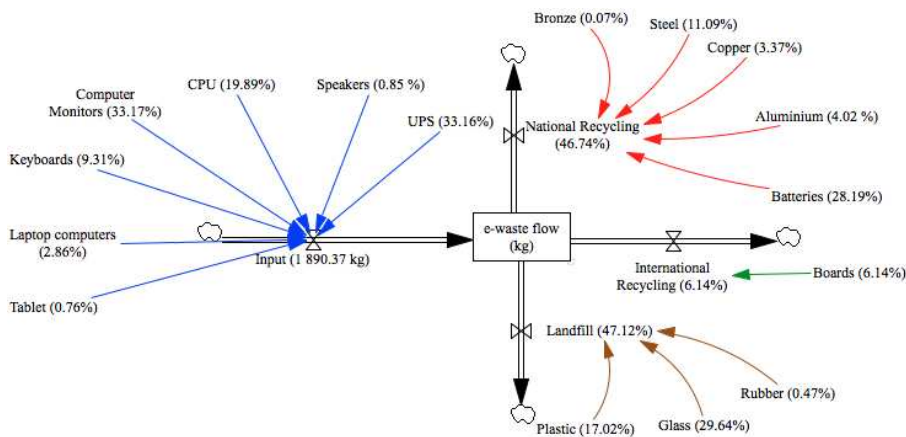 Bronze (0.07%)
Steel (11.09%)
Copper (3.37%)
Computer
Monitors (33.17%)
CPU (19.89%)
Speakers (0.85 %)
UPS (33.16%)
National Recycling
(46.74%)
Aluminium (4.02 %)
Keyboards (9.31%)
Batteries (28.19%)
Laptop computers
(2.86%)
e-waste flow
(kg)
Input (1 890.37 kg)
International
Recycling (6.14%)
Boards (6.14%)
Tablet (0.76%)
Landfill (47.12%)
Rubber (0.47%)
Plastic (17.02%)
Glass (29.64%)